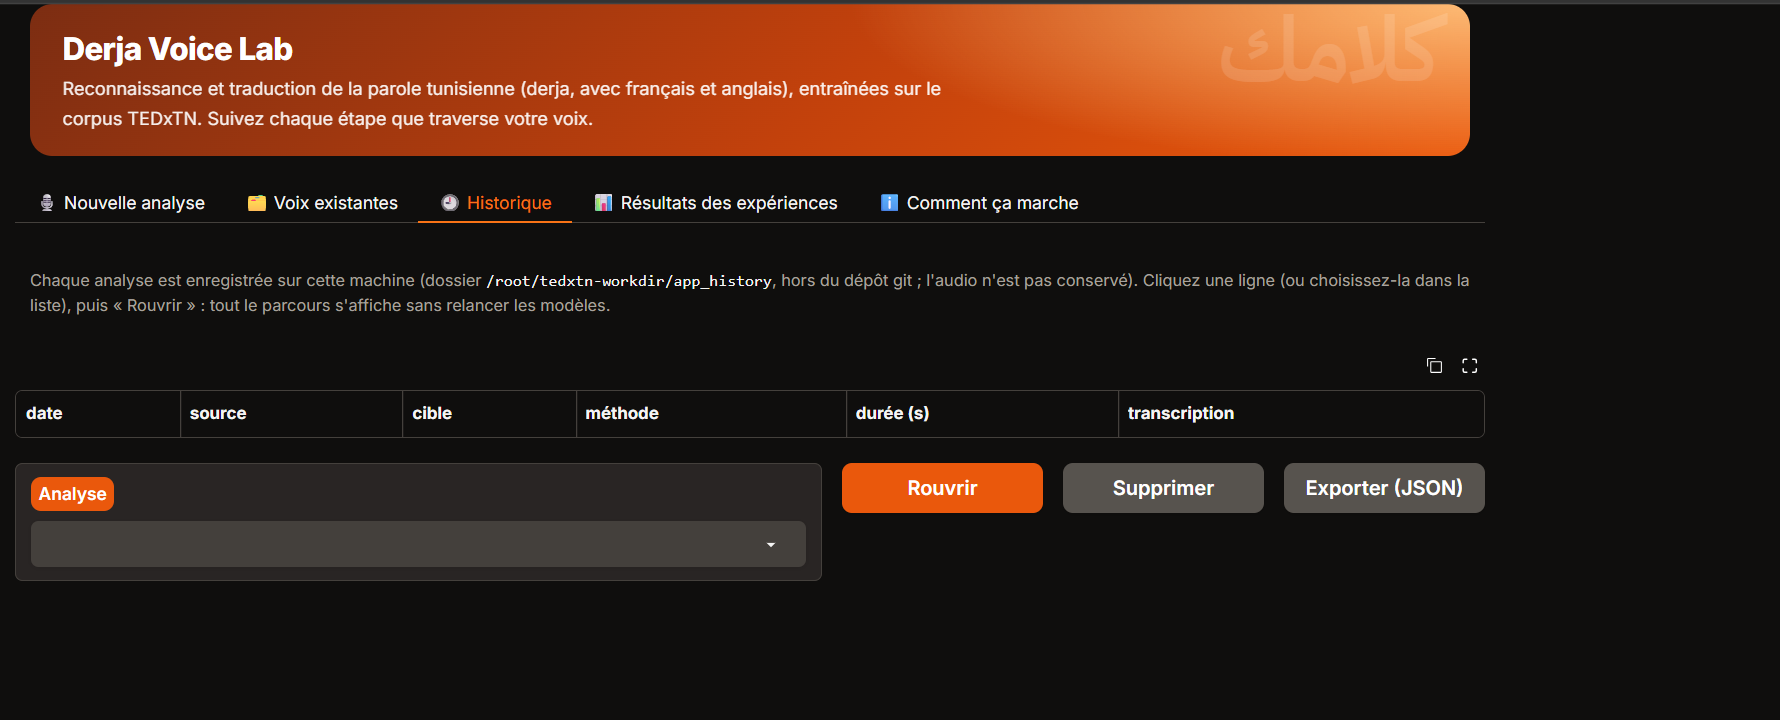 Derja Voice Lab
كلامك
Reconnaissance et traduction de la parole tunisienne (derja, avec français et anglais), entraînées sur le
corpus TEDxTN. Suivez chaque étape que traverse votre voix.
Nouvelle analyse
Voix existantes
Historique
Résultats des expériences
Comment ça marche
Chaque analyse est enregistrée sur cette machine (dossier /root/tedxtn-workdir/app_history, hors du dépôt git ; l'audio n'est pas conservé). Cliquez une ligne (ou choisissez-la dans la
liste), puis « Rouvrir » : tout le parcours s'affiche sans relancer les modèles.
date source cible méthode durée (s) transcription
Analyse
Rouvrir
Supprimer
Exporter (JSON)